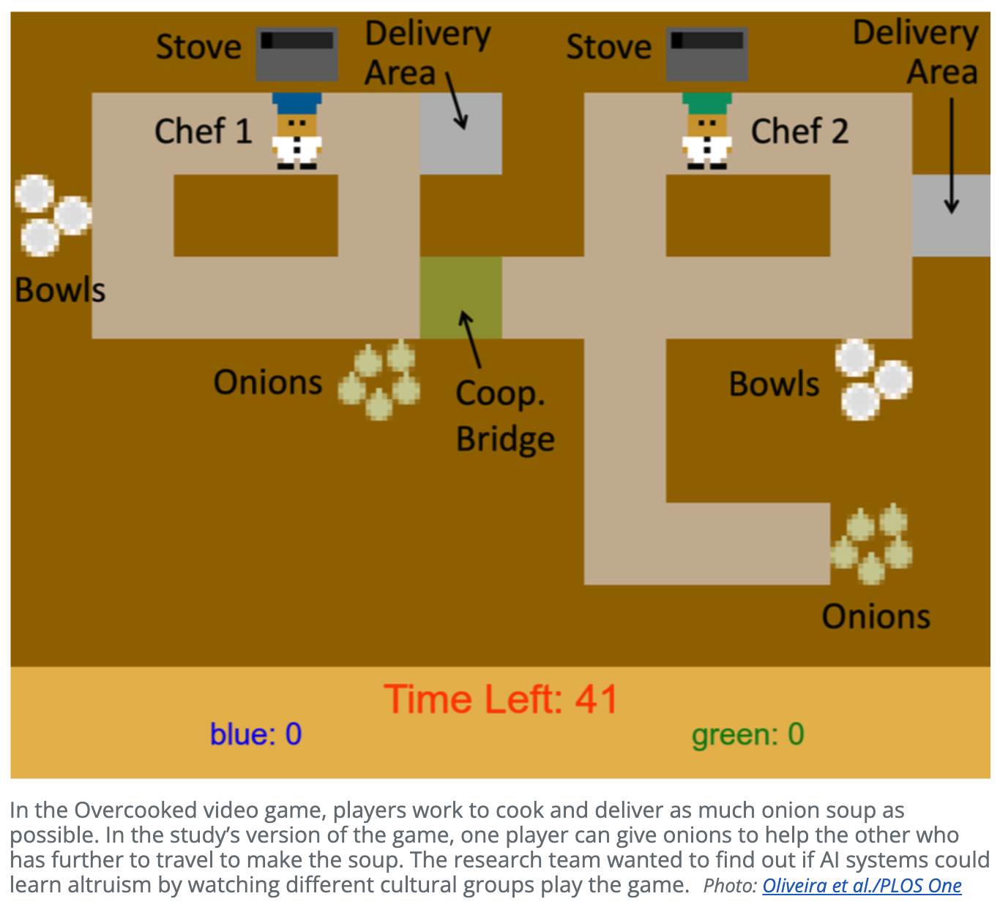 Stove
Delivery
Area
Stove
Delivery
Area
Chef 1
Chef 2
Bowls
Onions
Coop.
Bridge
Bowls
Onions
Time Left: 41
blue: 0
green: 0
In the Overcooked video game, players work to cook and deliver as much onion soup as
possible. In the study’s version of the game, one player can give onions to help the other who
has further to travel to make the soup. The research team wanted to find out if AI systems could
learn altruism by watching different cultural groups play the game. Photo: Oliveira et al./PLOS One